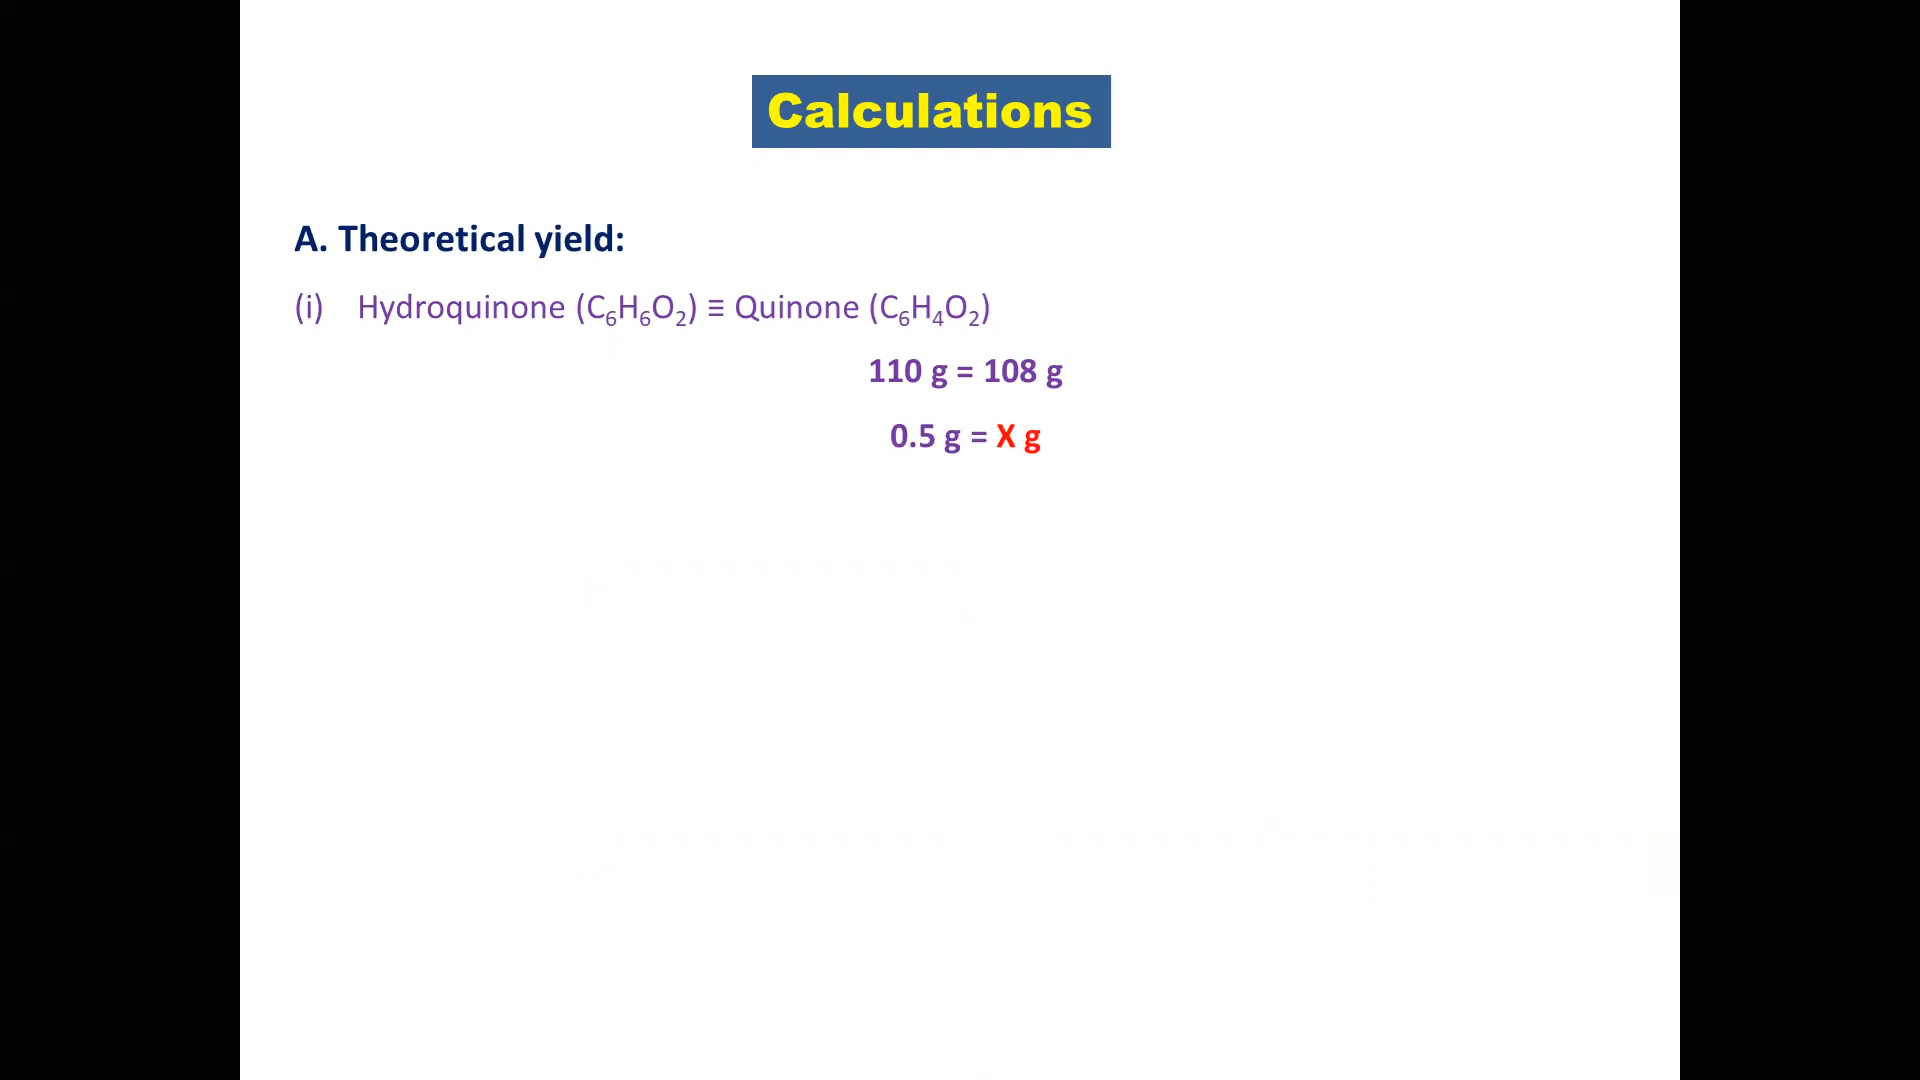 Calculations
A. Theoretical yield:
(i) Hydroquinone (C₆H₆O₂) ≡ Quinone (C₆H₄O₂)
110 g = 108 g
0.5 g = X g